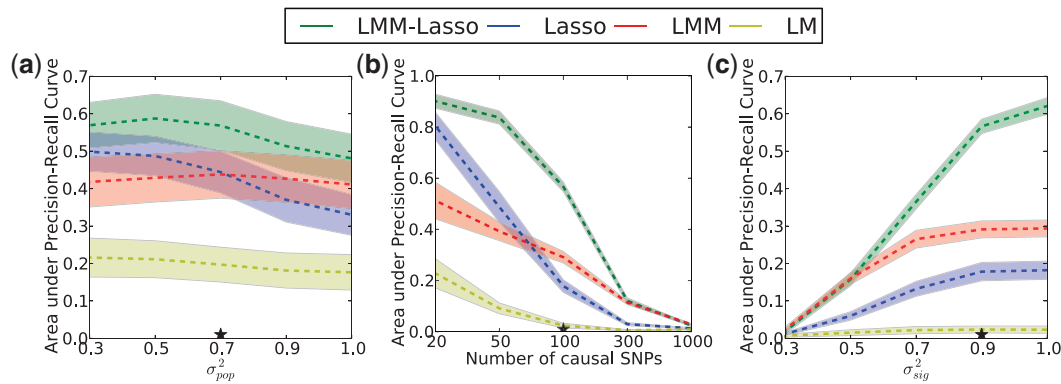 LMM-Lasso Lasso LMM LM
(a)
Area under Precision-Recall Curve
0.7
0.6
0.5
0.4
0.3
0.2
0.1
0.0
0.3 0.5 0.7 0.9 1.0
σ²pop
(b)
Area under Precision-Recall Curve
1.0
0.8
0.6
0.4
0.2
0.0
20 50 100 300 1000
Number of causal SNPs
(c)
Area under Precision-Recall Curve
0.7
0.6
0.5
0.4
0.3
0.2
0.1
0.0
0.3 0.5 0.7 0.9 1.0
σ²sig